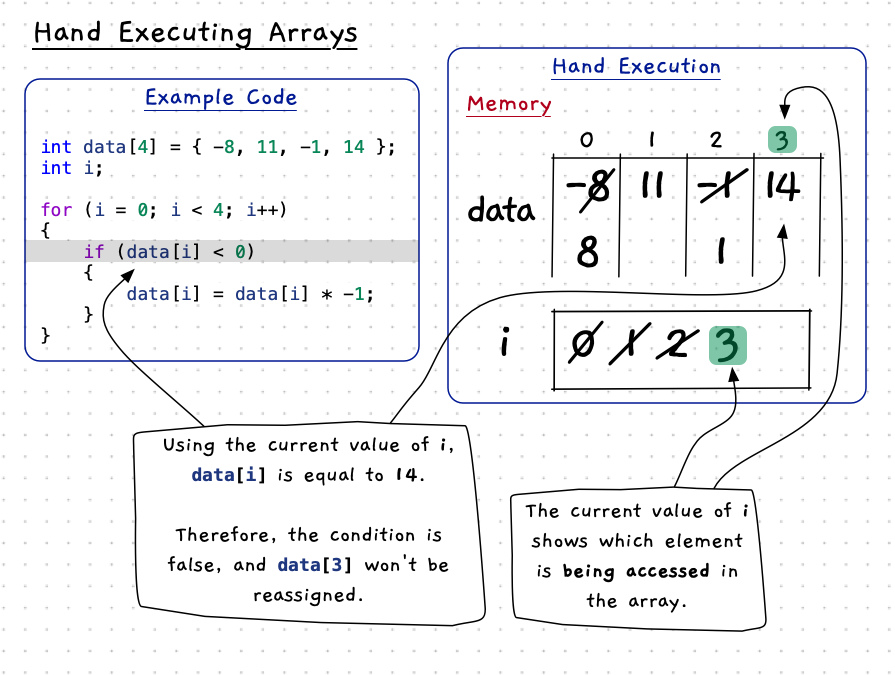 Hand Executing Arrays
Example Code
int data[4] = { -8, 11, -1, 14 };
int i;
for (i = 0; i < 4; i++)
{
if (data[i] < 0)
{
data[i] = data[i] * -1;
}
}
Hand Execution
Memory
0 1 2 3
data
-8 11 -1 14
8 1
i
0 1 2 3
Using the current value of i,
data[i] is equal to 14.
Therefore, the condition is
false, and data[3] won't be
reassigned.
The current value of i
shows which element
is being accessed in
the array.